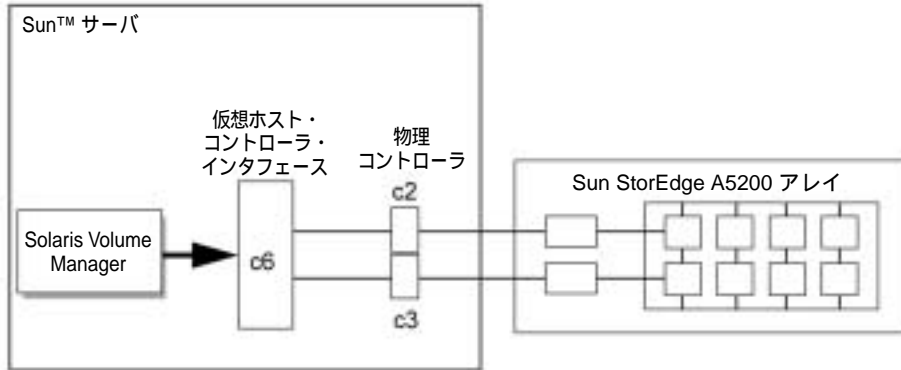 Sun™ サーバ
仮想ホスト・
コントローラ・
インタフェース
物理
コントローラ
c2
Sun StorEdge A5200 アレイ
Solaris Volume
Manager
c6
c3